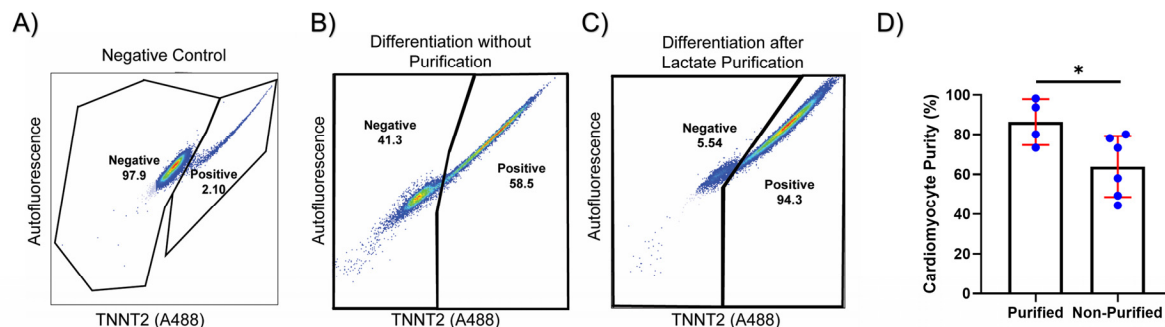 A)
Negative Control
Autofluorescence
Negative
97.9
Positive
2.10
TNNT2 (A488)
B)
Differentiation without
Purification
Autofluorescence
Negative
41.3
Positive
58.5
TNNT2 (A488)
C)
Differentiation after
Lactate Purification
Autofluorescence
Negative
5.54
Positive
94.3
TNNT2 (A488)
D)
*
Cardiomyocyte Purity (%)
100
80
60
40
20
0
Purified Non-Purified